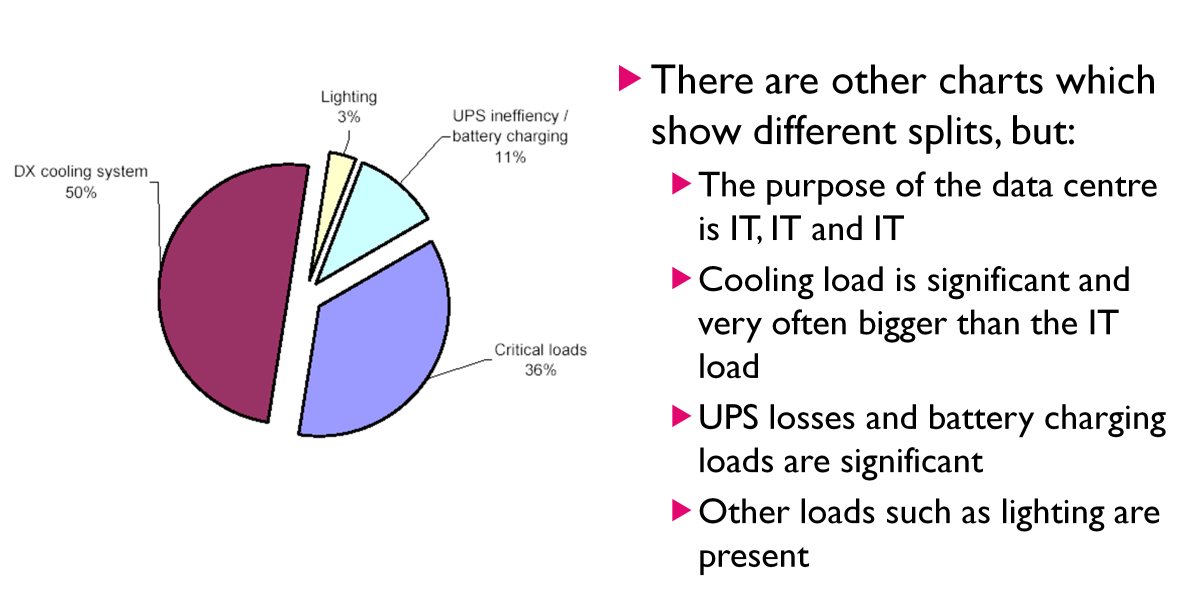 Lighting
3%
UPS ineffiency /
battery charging
11%
DX cooling system
50%
Critical loads
36%
There are other charts which
show different splits, but:
The purpose of the data centre
is IT, IT and IT
Cooling load is significant and
very often bigger than the IT
load
UPS losses and battery charging
loads are significant
Other loads such as lighting are
present